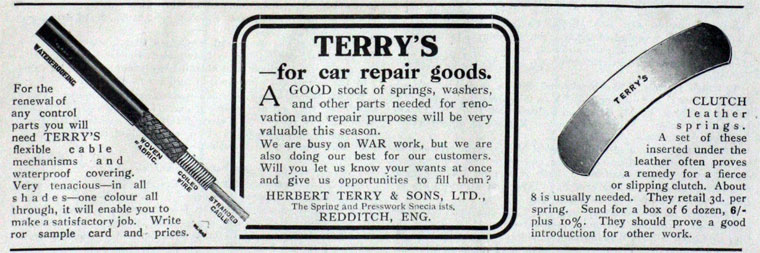 WATERPROOFING
WOVEN FABRIC.
COILED WIRE
STRANDED CABLE
For the
renewal of
any control
parts you will
need TERRY'S
flexible cable
mechanisms and
waterproof covering.
Very tenacious—in all
shades—one colour all
through, it will enable you to
make a satisfactory job. Write
ror sample card and prices.
TERRY'S
—for car repair goods.
A GOOD stock of springs, washers,
and other parts needed for reno-
vation and repair purposes will be very
valuable this season.
We are busy on WAR work, but we are
also doing our best for our customers.
Will you let us know your wants at once
and give us opportunities to fill them?
HERBERT TERRY & SONS, LTD.,
The Spring and Presswork Specia ists,
REDDITCH, ENG.
TERRY'S
CLUTCH
leather
springs.
A set of these
inserted under the
leather often proves
a remedy for a fierce
or slipping clutch. About
8 is usually needed. They retail 3d. per
spring. Send for a box of 6 dozen, 6/-
plus 10%. They should prove a good
introduction for other work.